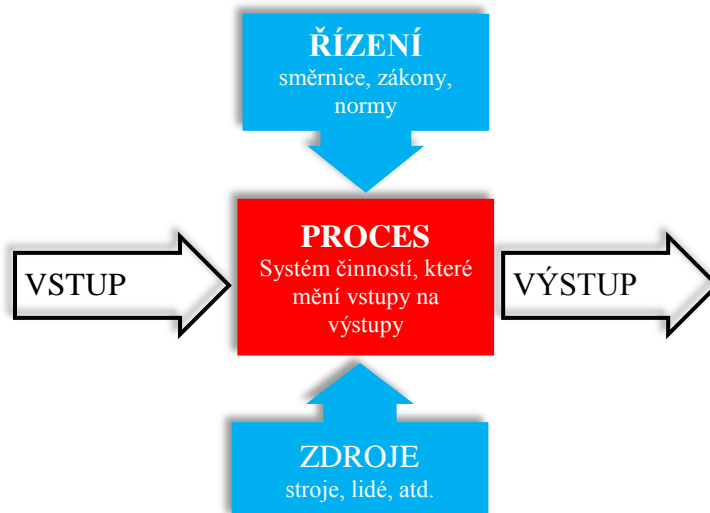 ŘÍZENÍ
směrnice, zákony,
normy
VSTUP
PROCES
Systém činností, které
mění vstupy na
výstupy
VÝSTUP
ZDROJE
stroje, lidé, atd.